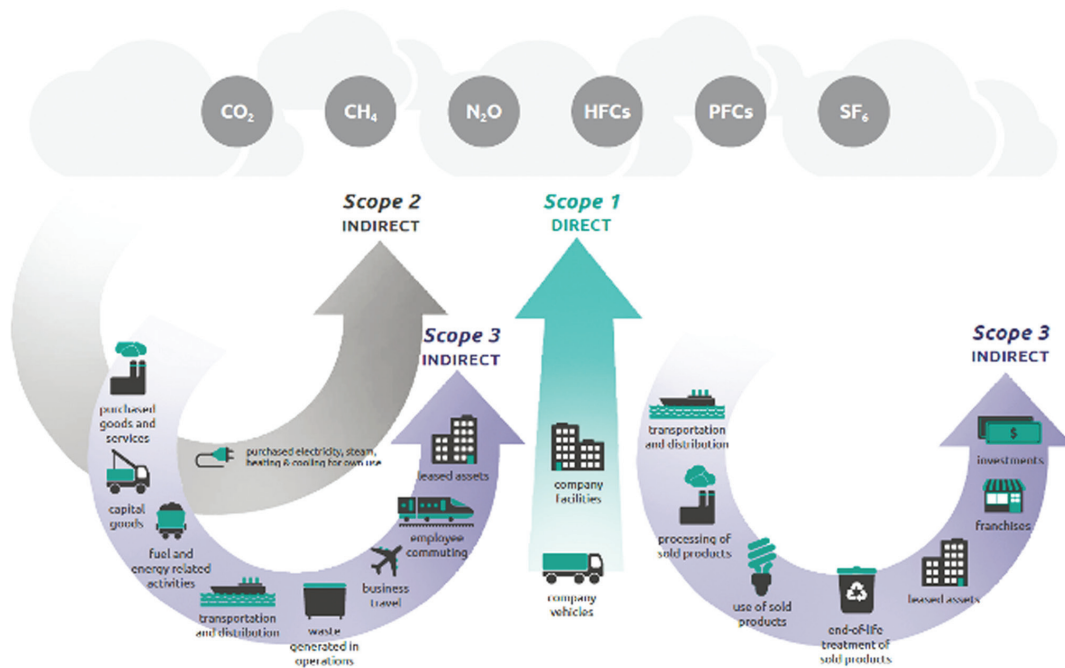 CO₂
CH₄
N₂O
HFCs
PFCs
SF₆
Scope 2
INDIRECT
Scope 1
DIRECT
Scope 3
INDIRECT
Scope 3
INDIRECT
purchased
goods and
services
capital
goods
fuel and
energy related
activities
transportation
and distribution
waste
generated in
operations
business
travel
employee
commuting
leased assets
purchased electricity, steam,
heating & cooling for own use
company
facilities
company
vehicles
transportation
and distribution
processing of
sold products
use of sold
products
end-of-life
treatment of
sold products
leased assets
franchises
$
investments